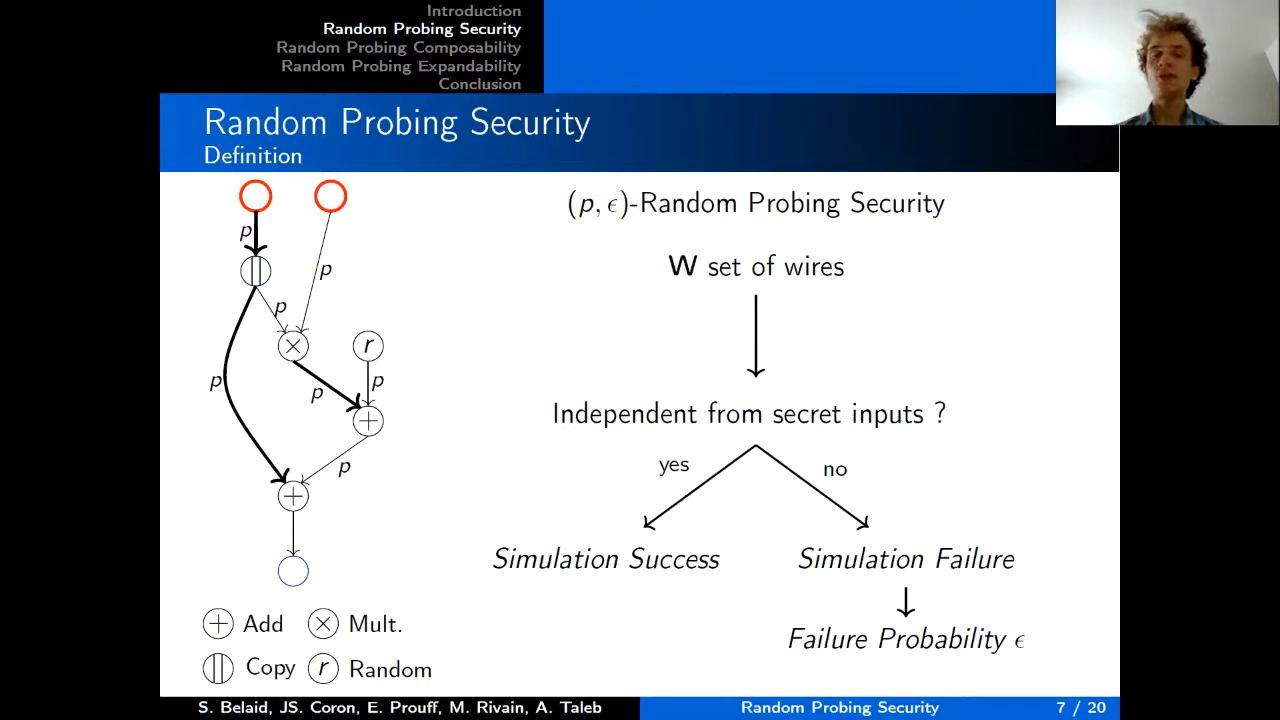 Introduction
Random Probing Security
Random Probing Composability
Random Probing Expandability
Conclusion
Random Probing Security
Definition
(p, ϵ)-Random Probing Security
W set of wires
Independent from secret inputs ?
yes
no
Simulation Success
Simulation Failure
Failure Probability ϵ
p
p
p
×
r
p
p
p
+
p
+
+ Add
× Mult.
|| Copy
r Random
S. Belaid, JS. Coron, E. Prouff, M. Rivain, A. Taleb
Random Probing Security
7 / 20